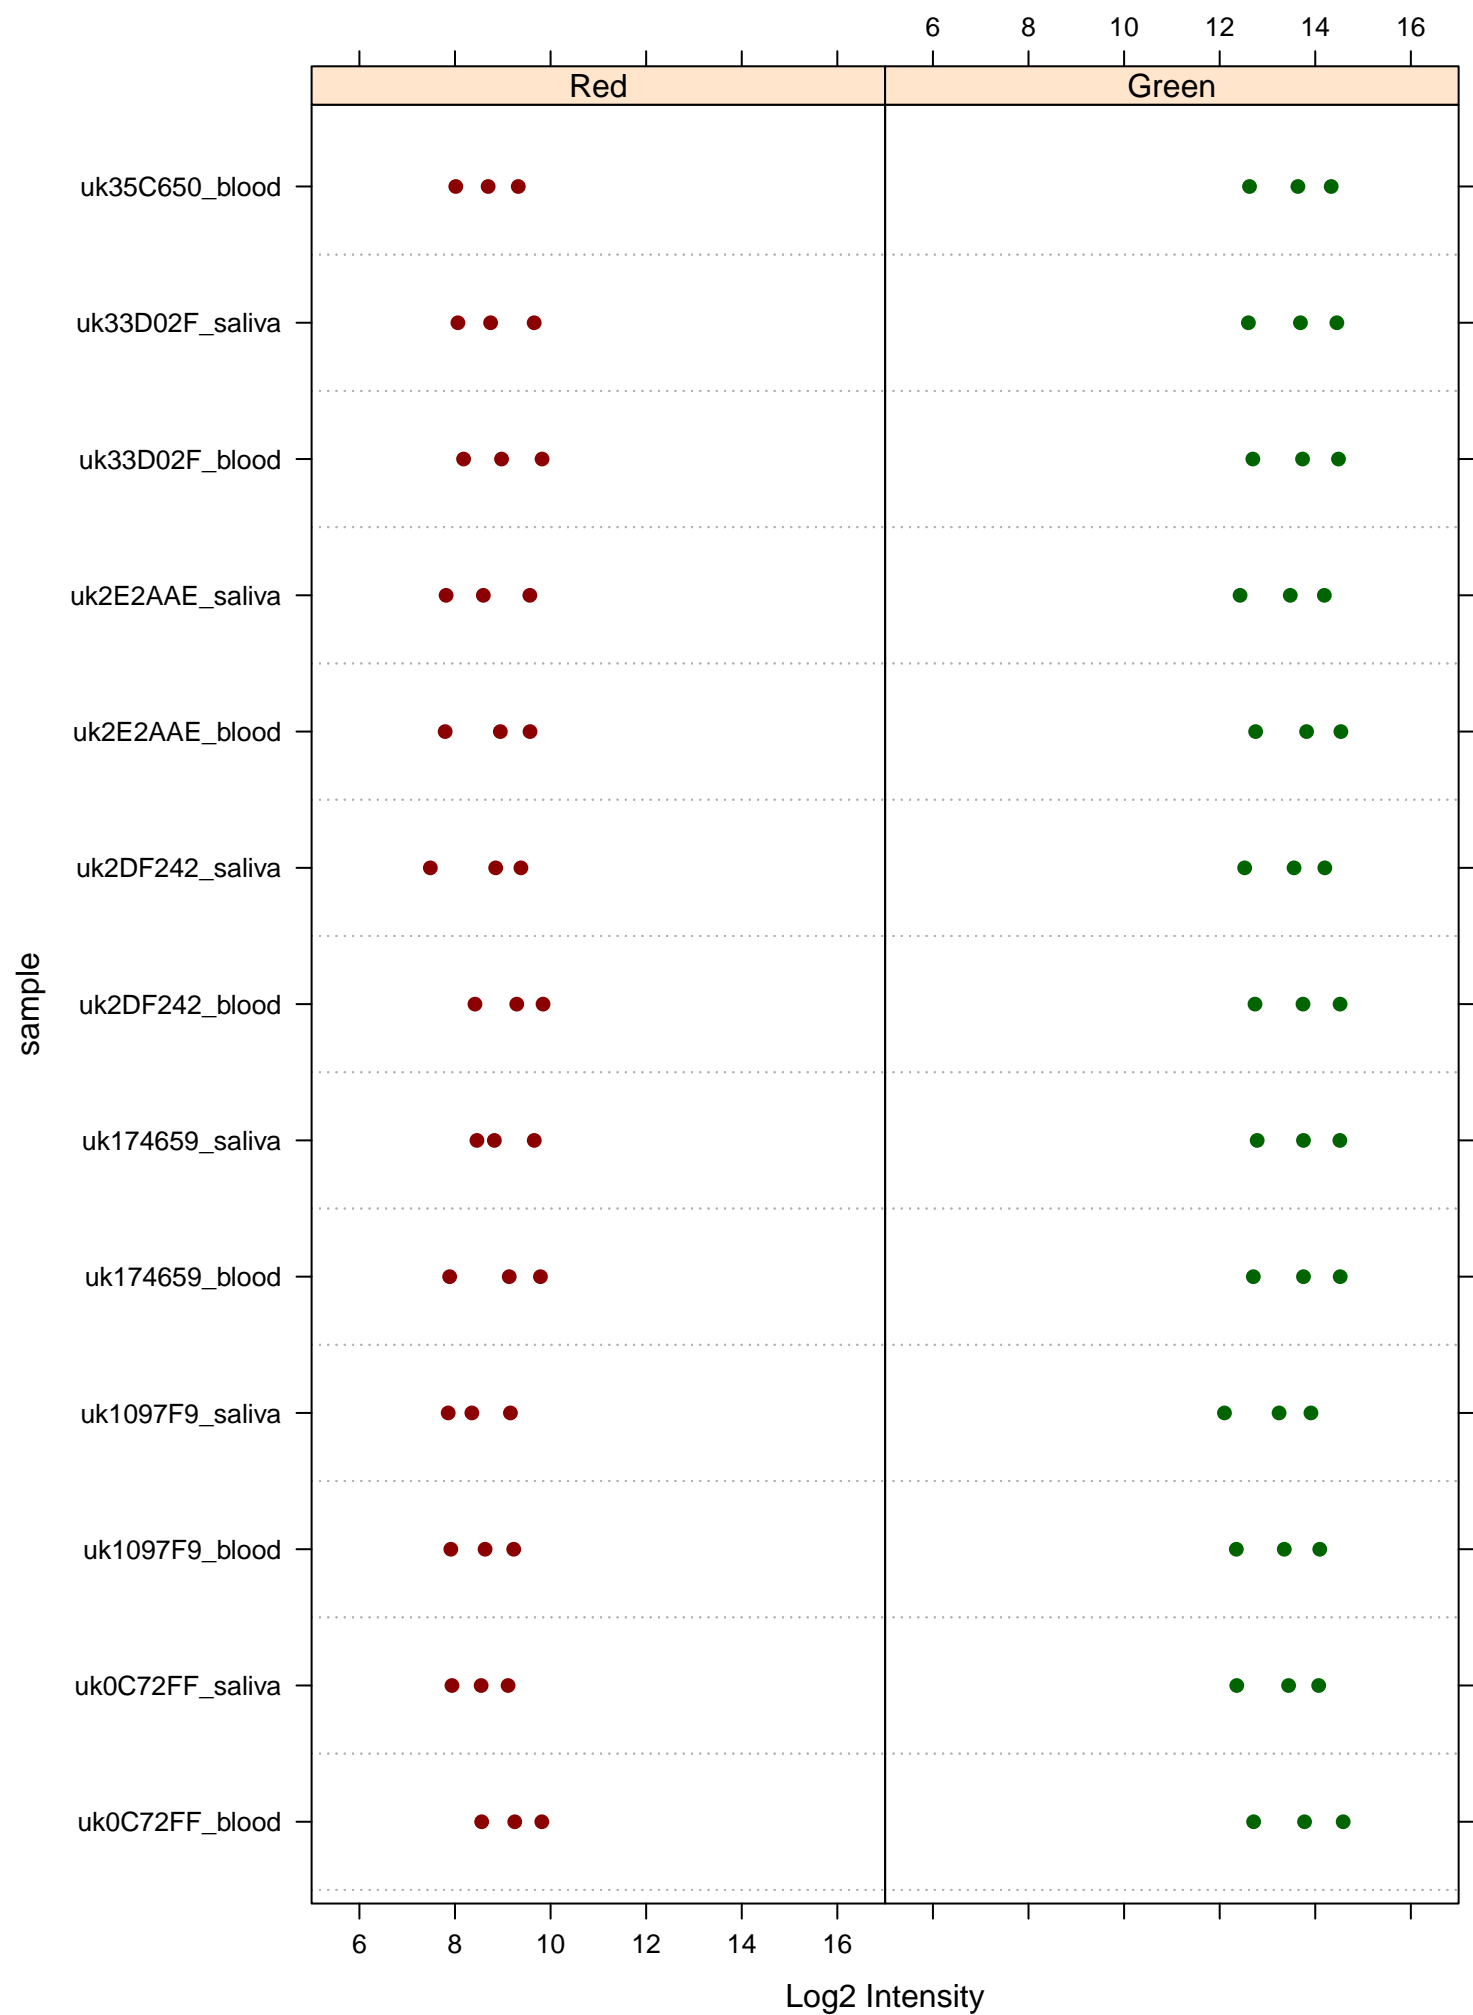 6 8 10 12 14 16
Red Green
uk35C650_blood
uk33D02F_saliva
uk33D02F_blood
uk2E2AAE_saliva
uk2E2AAE_blood
uk2DF242_saliva
uk2DF242_blood
uk174659_saliva
uk174659_blood
uk1097F9_saliva
uk1097F9_blood
uk0C72FF_saliva
uk0C72FF_blood
sample
6 8 10 12 14 16
Log2 Intensity